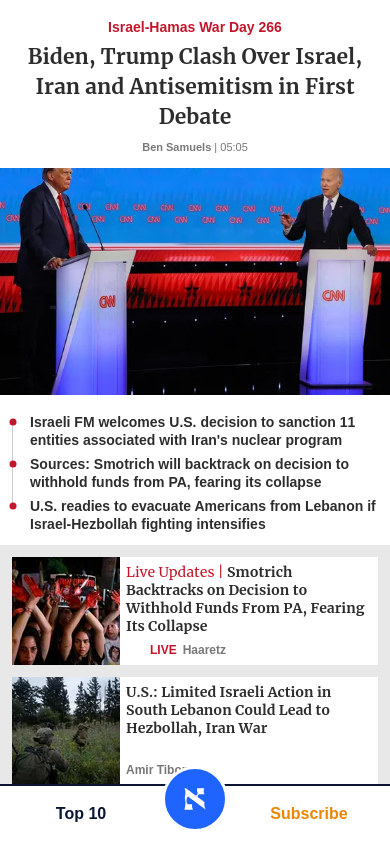 Israel-Hamas War Day 266
Biden, Trump Clash Over Israel,
Iran and Antisemitism in First
Debate
Ben Samuels | 05:05
CNN
CNN
Israeli FM welcomes U.S. decision to sanction 11
entities associated with Iran's nuclear program
Sources: Smotrich will backtrack on decision to
withhold funds from PA, fearing its collapse
U.S. readies to evacuate Americans from Lebanon if
Israel-Hezbollah fighting intensifies
Live Updates | Smotrich
Backtracks on Decision to
Withhold Funds From PA, Fearing
Its Collapse
LIVE Haaretz
U.S.: Limited Israeli Action in
South Lebanon Could Lead to
Hezbollah, Iran War
Amir
Top 10
Subscribe